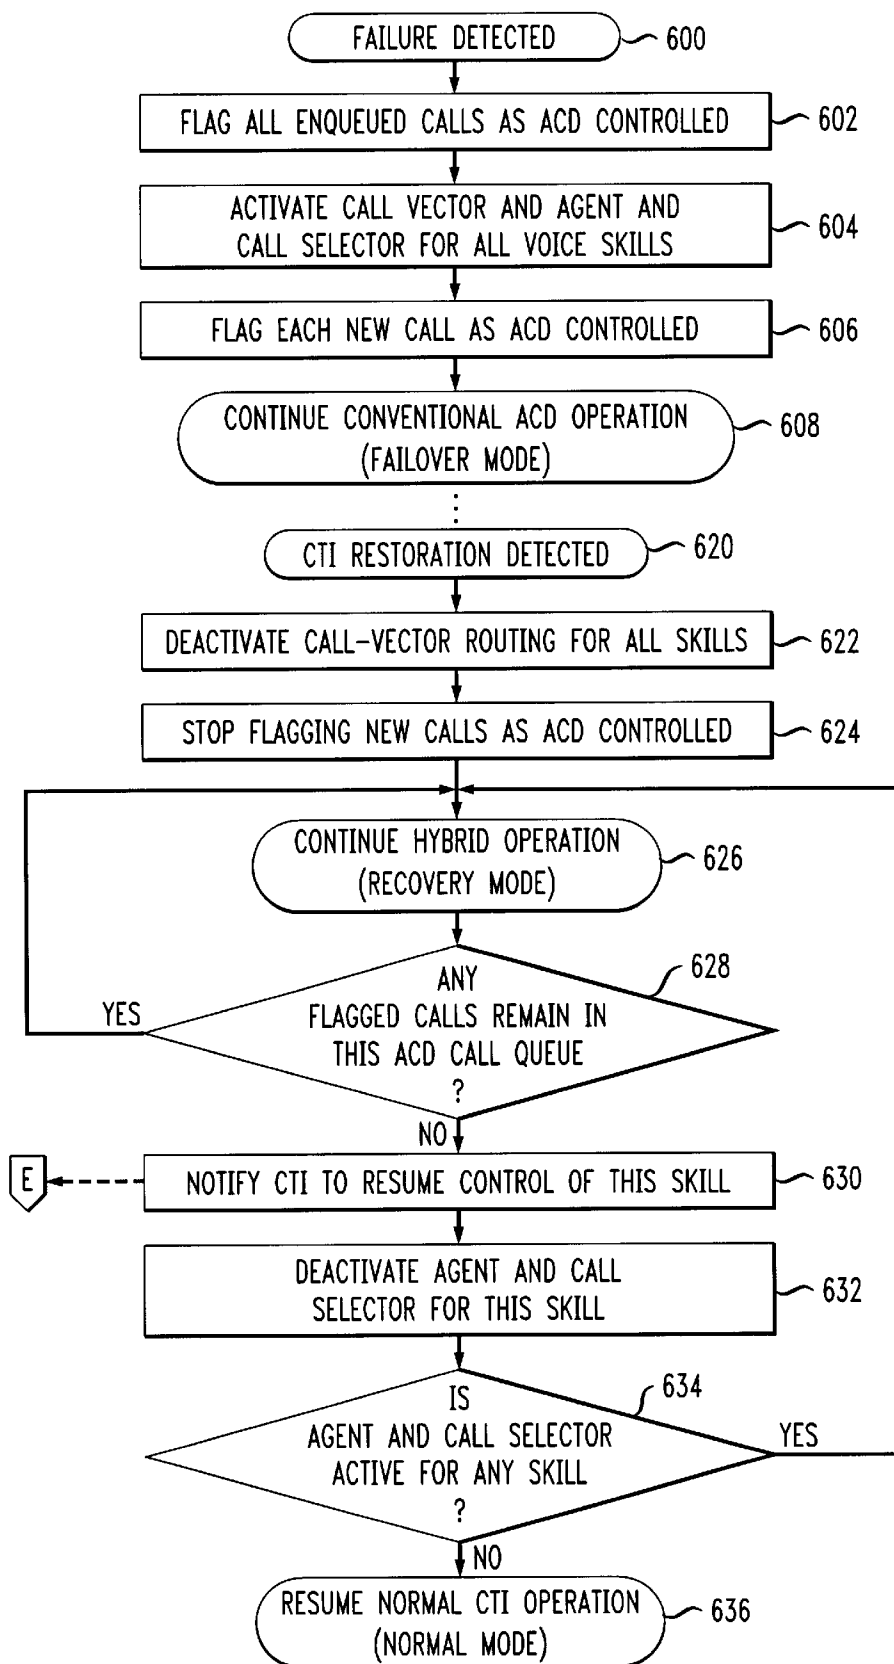 FAILURE DETECTED
600
FLAG ALL ENQUEUED CALLS AS ACD CONTROLLED
602
ACTIVATE CALL VECTOR AND AGENT AND
CALL SELECTOR FOR ALL VOICE SKILLS
604
FLAG EACH NEW CALL AS ACD CONTROLLED
606
CONTINUE CONVENTIONAL ACD OPERATION
(FAILOVER MODE)
608
CTI RESTORATION DETECTED
620
DEACTIVATE CALL-VECTOR ROUTING FOR ALL SKILLS
622
STOP FLAGGING NEW CALLS AS ACD CONTROLLED
624
CONTINUE HYBRID OPERATION
(RECOVERY MODE)
626
ANY
FLAGGED CALLS REMAIN IN
THIS ACD CALL QUEUE
?
628
YES
NO
E
NOTIFY CTI TO RESUME CONTROL OF THIS SKILL
630
DEACTIVATE AGENT AND CALL
SELECTOR FOR THIS SKILL
632
IS
AGENT AND CALL SELECTOR
ACTIVE FOR ANY SKILL
?
634
YES
NO
RESUME NORMAL CTI OPERATION
(NORMAL MODE)
636